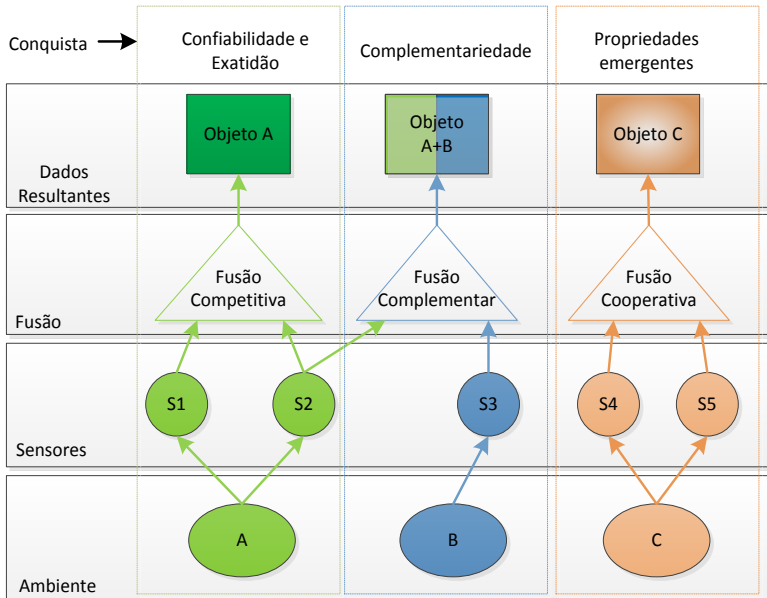 Conquista
Confiabilidade e
Exatidão
Complementariedade
Propriedades
emergentes
Dados
Resultantes
Objeto A
Objeto
A+B
Objeto C
Fusão
Fusão
Competitiva
Fusão
Complementar
Fusão
Cooperativa
Sensores
S1
S2
S3
S4
S5
Ambiente
A
B
C